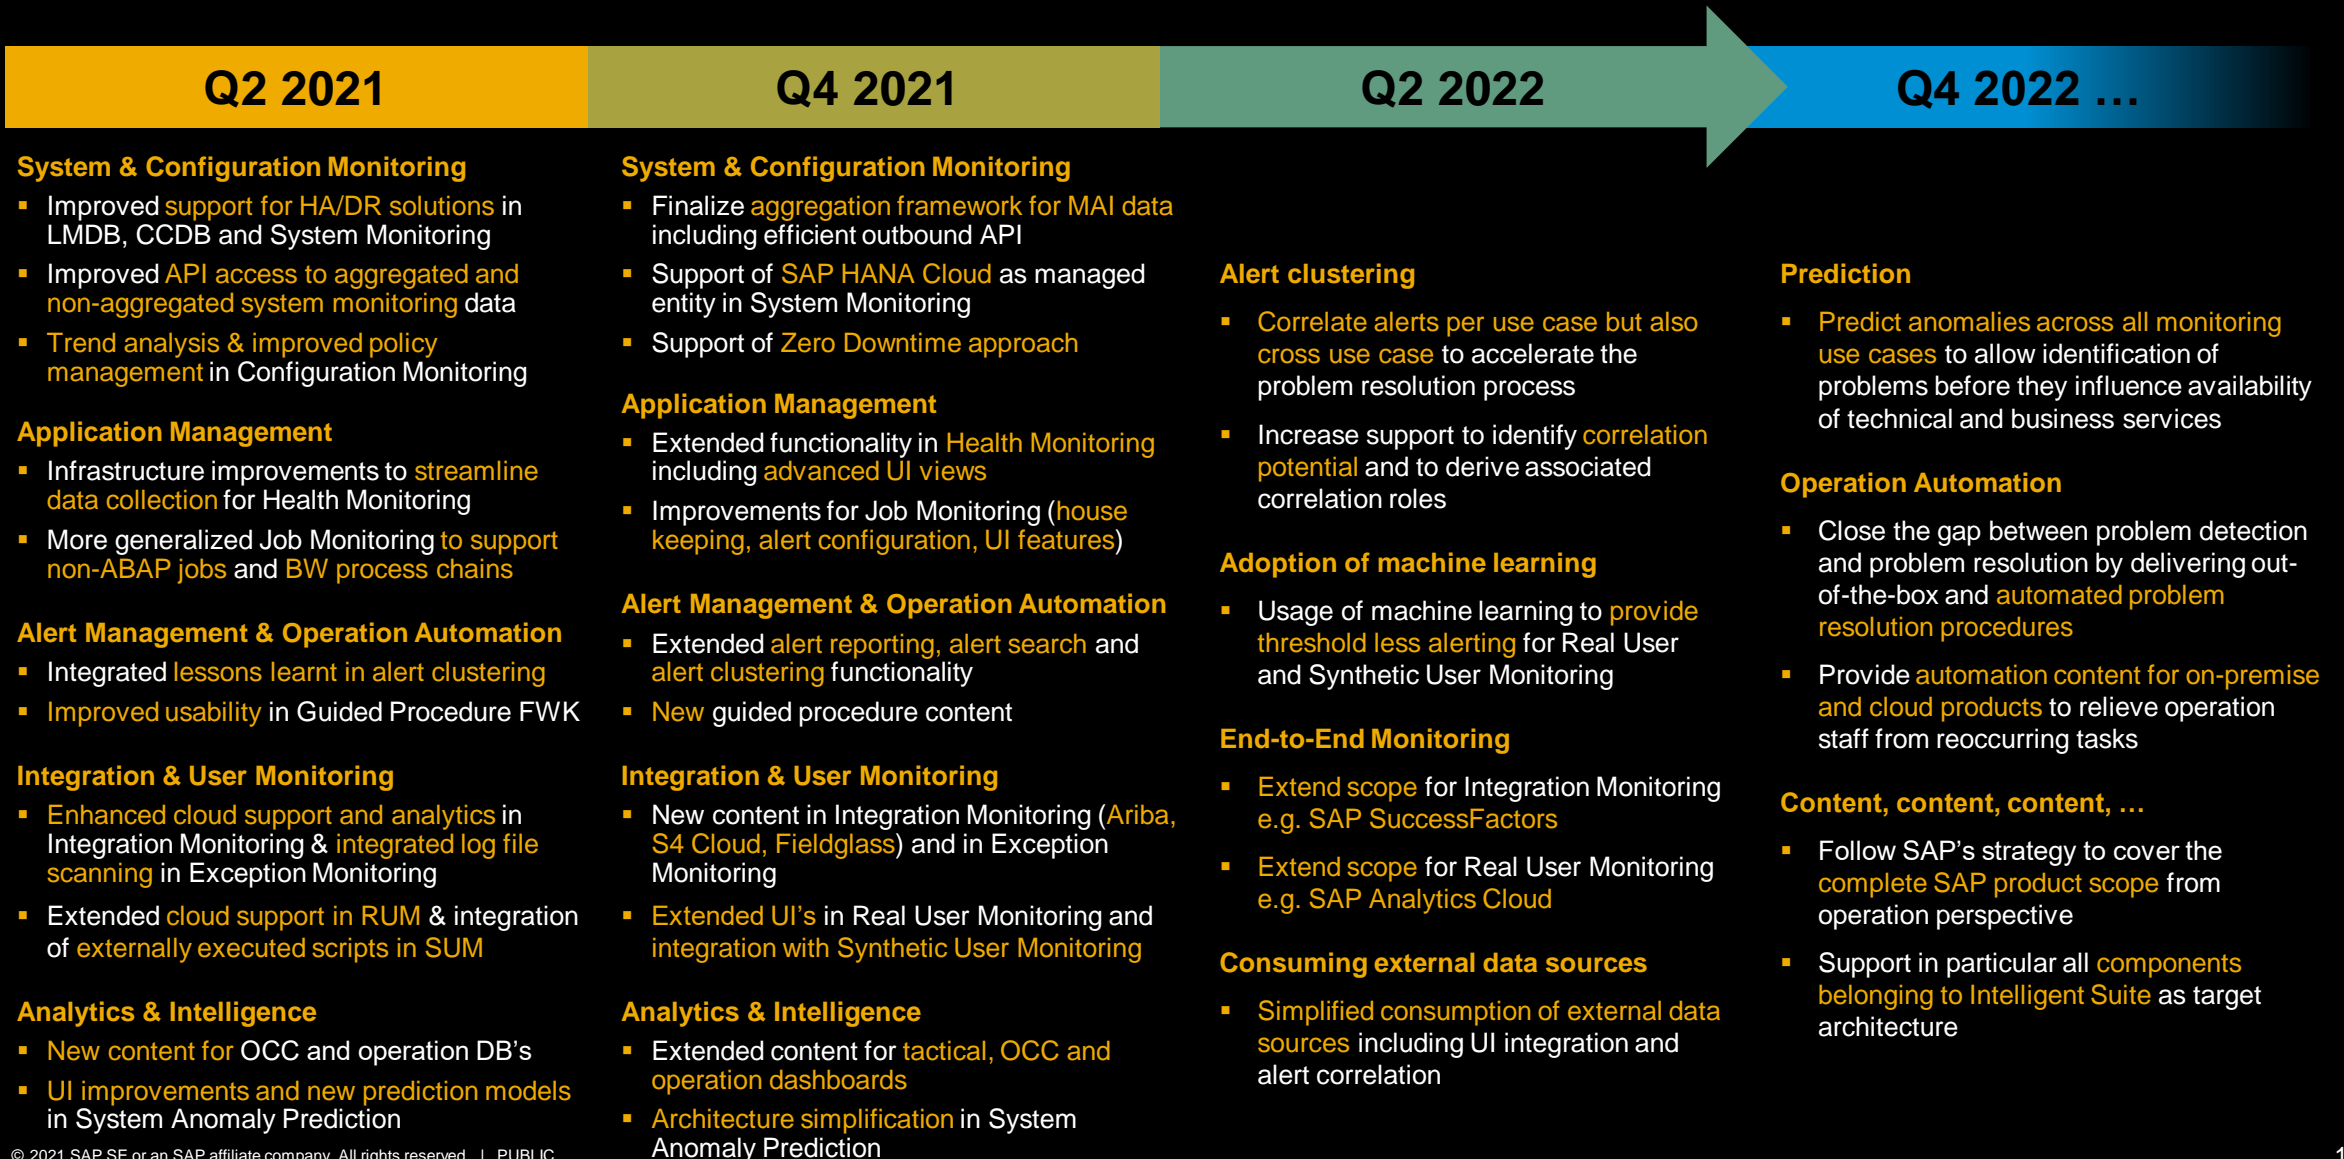 Q2 2021
Q4 2021
Q2 2022
Q4 2022 …
System & Configuration Monitoring
▪ Improved support for HA/DR solutions in
LMDB, CCDB and System Monitoring
▪ Improved API access to aggregated and
non-aggregated system monitoring data
▪ Trend analysis & improved policy
management in Configuration Monitoring
Application Management
▪ Infrastructure improvements to streamline
data collection for Health Monitoring
▪ More generalized Job Monitoring to support
non-ABAP jobs and BW process chains
Alert Management & Operation Automation
▪ Integrated lessons learnt in alert clustering
▪ Improved usability in Guided Procedure FWK
Integration & User Monitoring
▪ Enhanced cloud support and analytics in
Integration Monitoring & integrated log file
scanning in Exception Monitoring
▪ Extended cloud support in RUM & integration
of externally executed scripts in SUM
Analytics & Intelligence
▪ New content for OCC and operation DB’s
▪ UI improvements and new prediction models
in System Anomaly Prediction
System & Configuration Monitoring
▪ Finalize aggregation framework for MAI data
including efficient outbound API
▪ Support of SAP HANA Cloud as managed
entity in System Monitoring
▪ Support of Zero Downtime approach
Application Management
▪ Extended functionality in Health Monitoring
including advanced UI views
▪ Improvements for Job Monitoring (house
keeping, alert configuration, UI features)
Alert Management & Operation Automation
▪ Extended alert reporting, alert search and
alert clustering functionality
▪ New guided procedure content
Integration & User Monitoring
▪ New content in Integration Monitoring (Ariba,
S4 Cloud, Fieldglass) and in Exception
Monitoring
▪ Extended UI’s in Real User Monitoring and
integration with Synthetic User Monitoring
Analytics & Intelligence
▪ Extended content for tactical, OCC and
operation dashboards
▪ Architecture simplification in System
Anomaly Prediction
Alert clustering
▪ Correlate alerts per use case but also
cross use case to accelerate the
problem resolution process
▪ Increase support to identify correlation
potential and to derive associated
correlation roles
Adoption of machine learning
▪ Usage of machine learning to provide
threshold less alerting for Real User
and Synthetic User Monitoring
End-to-End Monitoring
▪ Extend scope for Integration Monitoring
e.g. SAP SuccessFactors
▪ Extend scope for Real User Monitoring
e.g. SAP Analytics Cloud
Consuming external data sources
▪ Simplified consumption of external data
sources including UI integration and
alert correlation
Prediction
▪ Predict anomalies across all monitoring
use cases to allow identification of
problems before they influence availability
of technical and business services
Operation Automation
▪ Close the gap between problem detection
and problem resolution by delivering out-
of-the-box and automated problem
resolution procedures
▪ Provide automation content for on-premise
and cloud products to relieve operation
staff from reoccurring tasks
Content, content, content, …
▪ Follow SAP’s strategy to cover the
complete SAP product scope from
operation perspective
▪ Support in particular all components
belonging to Intelligent Suite as target
architecture
© 2021 SAP SE or an SAP affiliate company. All rights reserved. | PUBLIC